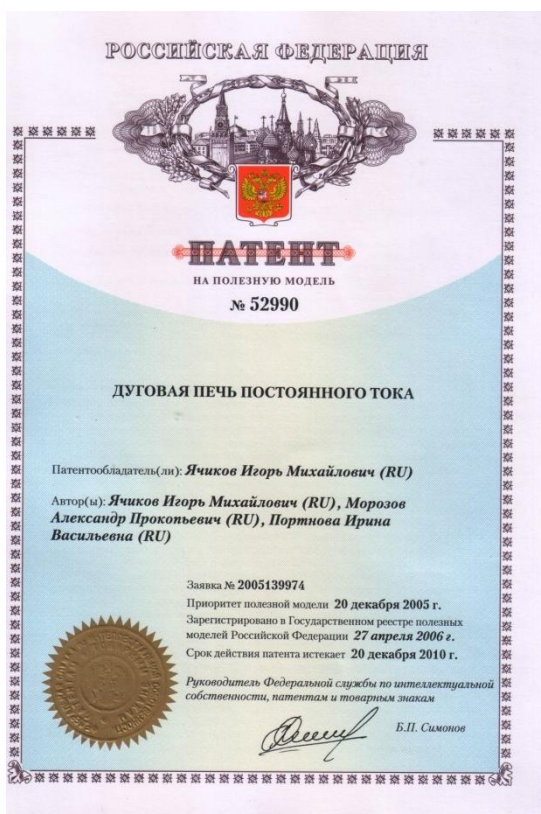 РОССИЙСКАЯ ФЕДЕРАЦИЯ
ПАТЕНТ
НА ПОЛЕЗНУЮ МОДЕЛЬ
№ 52990
ДУГОВАЯ ПЕЧЬ ПОСТОЯННОГО ТОКА
Патентообладатель(ли): Ячиков Игорь Михайлович (RU)
Автор(ы): Ячиков Игорь Михайлович (RU), Морозов
Александр Прокопьевич (RU), Портнова Ирина
Васильевна (RU)
Заявка № 2005139974
Приоритет полезной модели 20 декабря 2005 г.
Зарегистрировано в Государственном реестре полезных
моделей Российской Федерации 27 апреля 2006 г.
Срок действия патента истекает 20 декабря 2010 г.
Руководитель Федеральной службы по интеллектуальной
собственности, патентам и товарным знакам
Б.П. Симонов